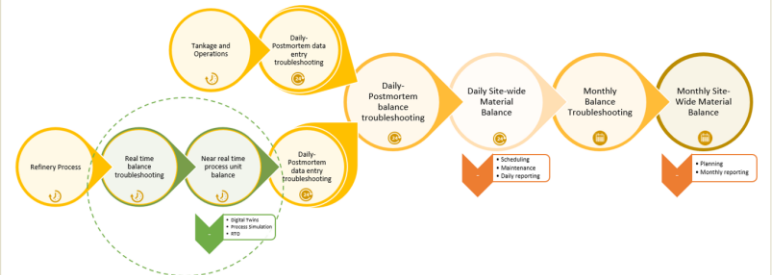 Tankage and
Operations
Daily-
Postmortem data
entry
troubleshooting
Daily-
Postmortem
balance
troubleshooting
Daily Site-wide
Material
Balance
Monthly
Balance
Troubleshooting
Monthly Site-
Wide Material
Balance
Refinery Process
Real time
balance
troubleshooting
Near real time
process unit
balance
Daily-
Postmortem
data entry
troubleshooting
• Scheduling
• Maintenance
• Daily reporting
• Planning
• Monthly reporting
• Digital Twins
• Process Simulation
• RTO